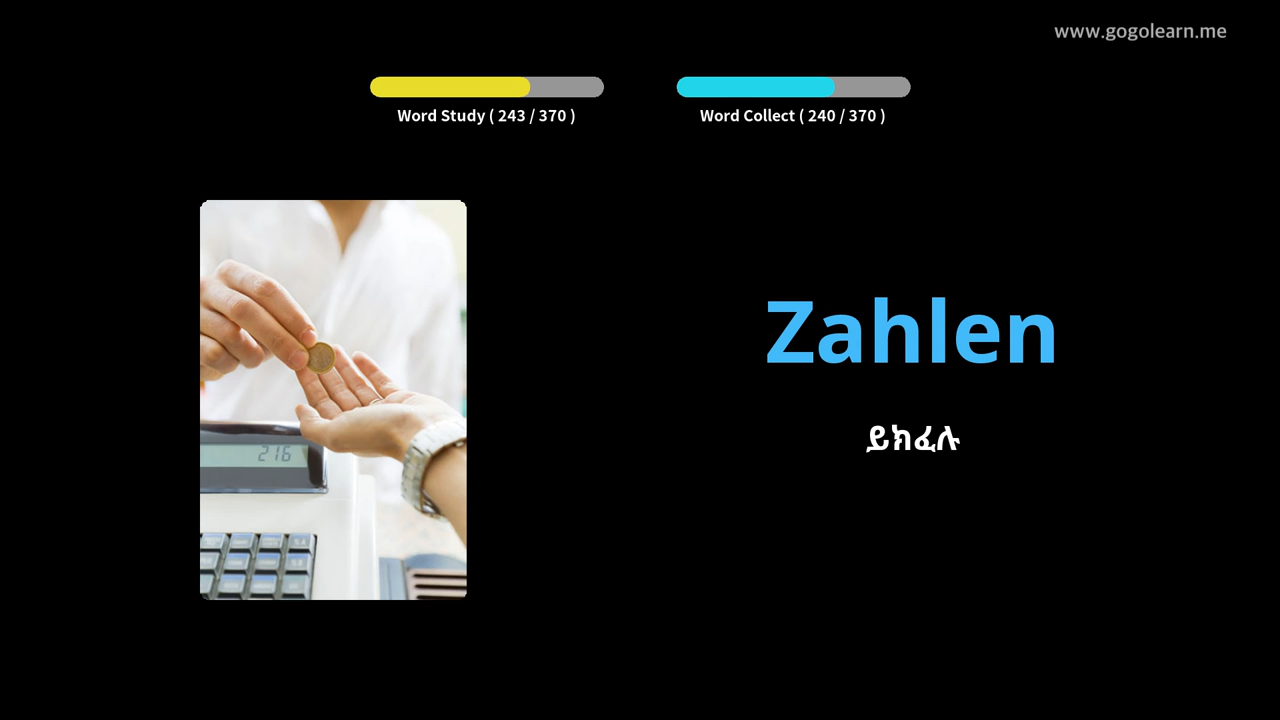 www.gogolearn.me
Word Study ( 243 / 370 )
Word Collect ( 240 / 370 )
Zahlen
ይክፈሉ
216